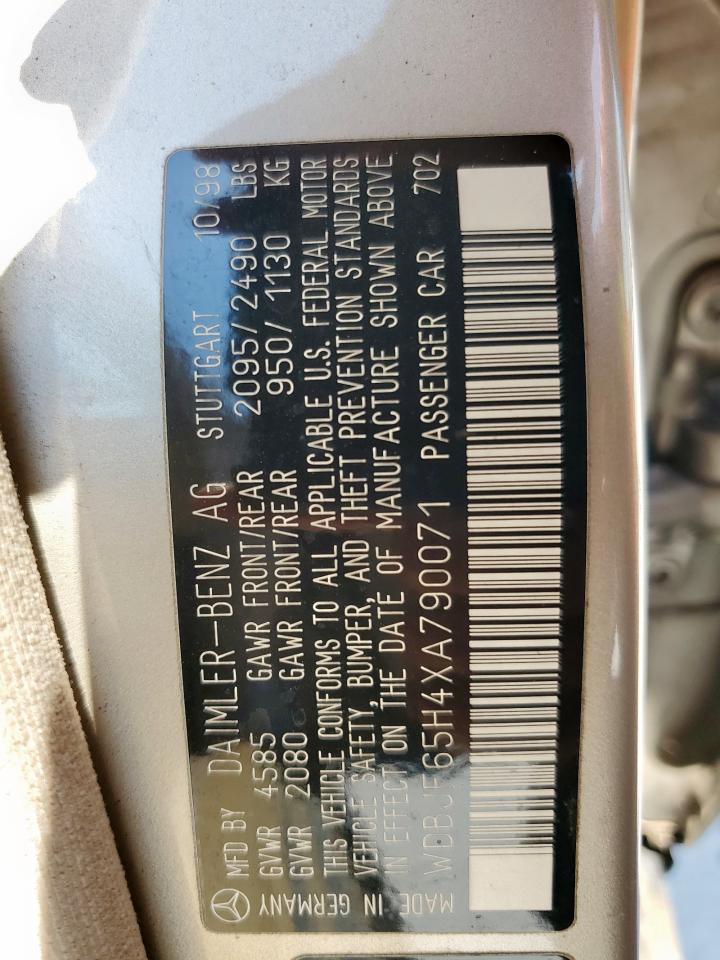 MFD BY DAIMLER-BENZ AG STUTTGART 10/98
GVWR 4585 GAWR FRONT/REAR 2095/2490 LBS
GVWR 2080 GAWR FRONT/REAR 950/1130 KG
THIS VEHICLE CONFORMS TO ALL APPLICABLE U.S. FEDERAL MOTOR
VEHICLE SAFETY, BUMPER, AND THEFT PREVENTION STANDARDS
IN EFFECT ON THE DATE OF MANUFACTURE SHOWN ABOVE
WDBJF65H4XA790071 PASSENGER CAR 702
MADE IN GERMANY